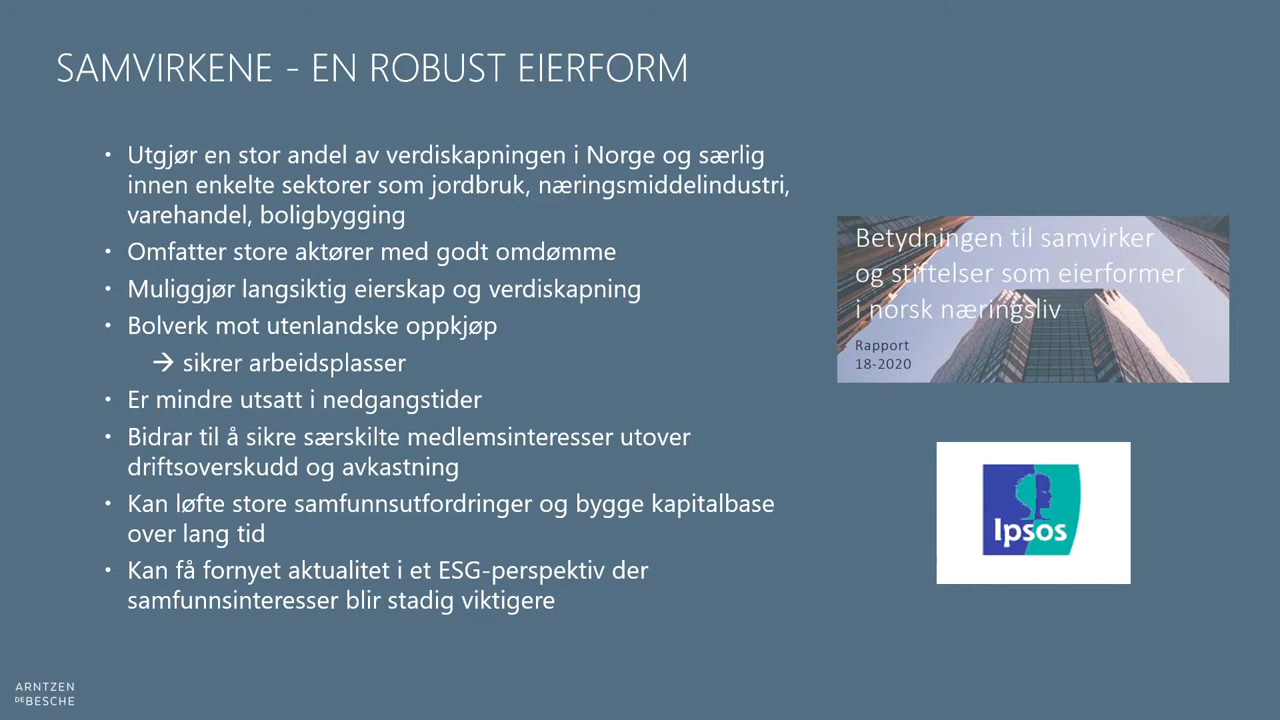 SAMVIRKENE - EN ROBUST EIERFORM
• Utgjør en stor andel av verdiskapningen i Norge og særlig
innen enkelte sektorer som jordbruk, næringsmiddelindustri,
varehandel, boligbygging
• Omfatter store aktører med godt omdømme
• Muliggjør langsiktig eierskap og verdiskapning
• Bolverk mot utenlandske oppkjøp
→ sikrer arbeidsplasser
• Er mindre utsatt i nedgangstider
• Bidrar til å sikre særskilte medlemsinteresser utover
driftsoverskudd og avkastning
• Kan løfte store samfunnsutfordringer og bygge kapitalbase
over lang tid
• Kan få fornyet aktualitet i et ESG-perspektiv der
samfunnsinteresser blir stadig viktigere
Betydningen til samvirker
og stiftelser som eierformer
i norsk næringsliv
Rapport
18-2020
Ipsos
ARNTZEN
DE BESCHE